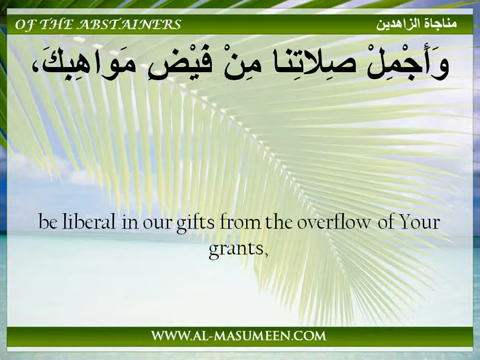 OF THE ABSTAINERS
مناجاة الزاهدين
وَأَجْمِلْ صِلاتِنا مِنْ فَيْضِ مَواهِبِكَ،
be liberal in our gifts from the overflow of Your
grants,
WWW.AL-MASUMEEN.COM